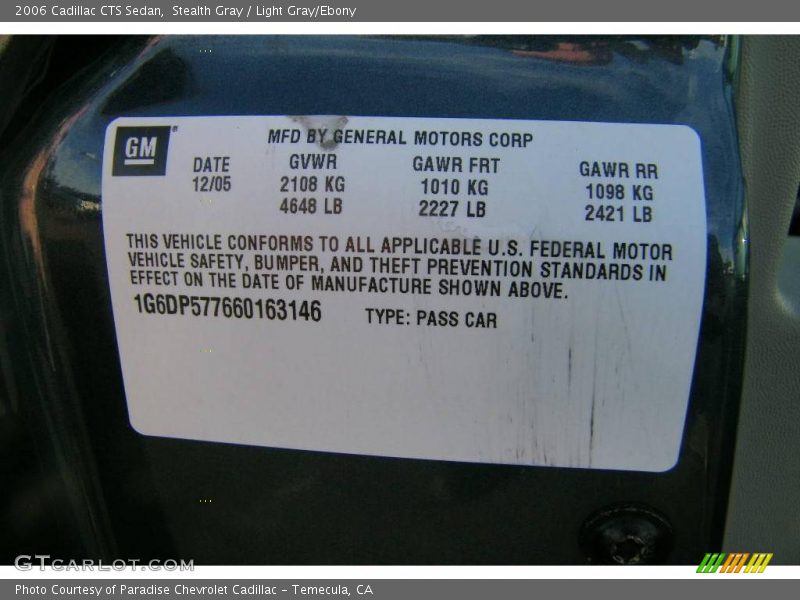 2006 Cadillac CTS Sedan, Stealth Gray / Light Gray/Ebony
GM
MFD BY GENERAL MOTORS CORP
DATE GVWR GAWR FRT GAWR RR
12/05 2108 KG 1010 KG 1098 KG
4648 LB 2227 LB 2421 LB
THIS VEHICLE CONFORMS TO ALL APPLICABLE U.S. FEDERAL MOTOR
VEHICLE SAFETY, BUMPER, AND THEFT PREVENTION STANDARDS IN
EFFECT ON THE DATE OF MANUFACTURE SHOWN ABOVE.
1G6DP577660163146 TYPE: PASS CAR
GTCARLOT.COM
Photo Courtesy of Paradise Chevrolet Cadillac - Temecula, CA